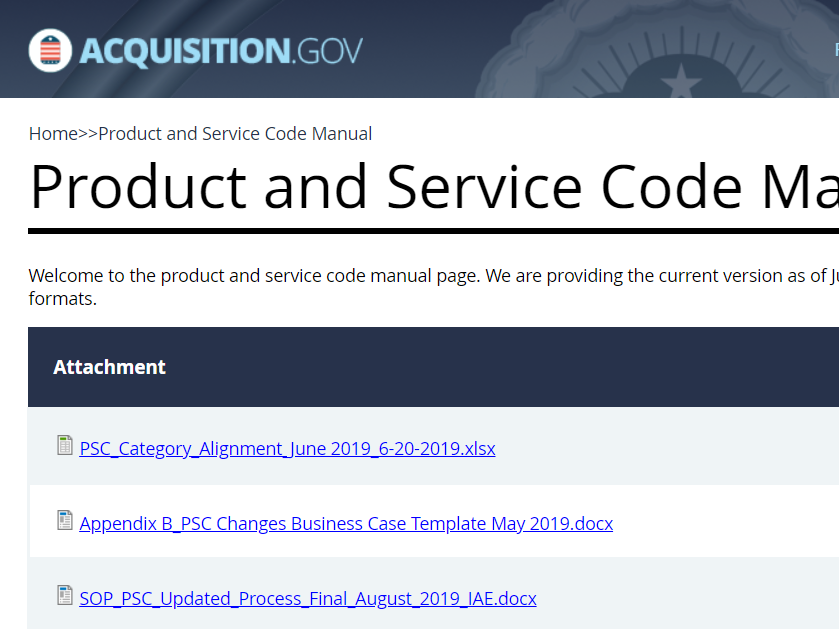 ACQUISITION.GOV
Home>>Product and Service Code Manual
Product and Service Code
Welcome to the product and service code manual page. We are providing the current version as of
formats.
Attachment
PSC_Category_Alignment_June 2019_6-20-2019.xlsx
Appendix B_PSC Changes Business Case Template May 2019.docx
SOP_PSC_Updated_Process_Final_August_2019_IAE.docx